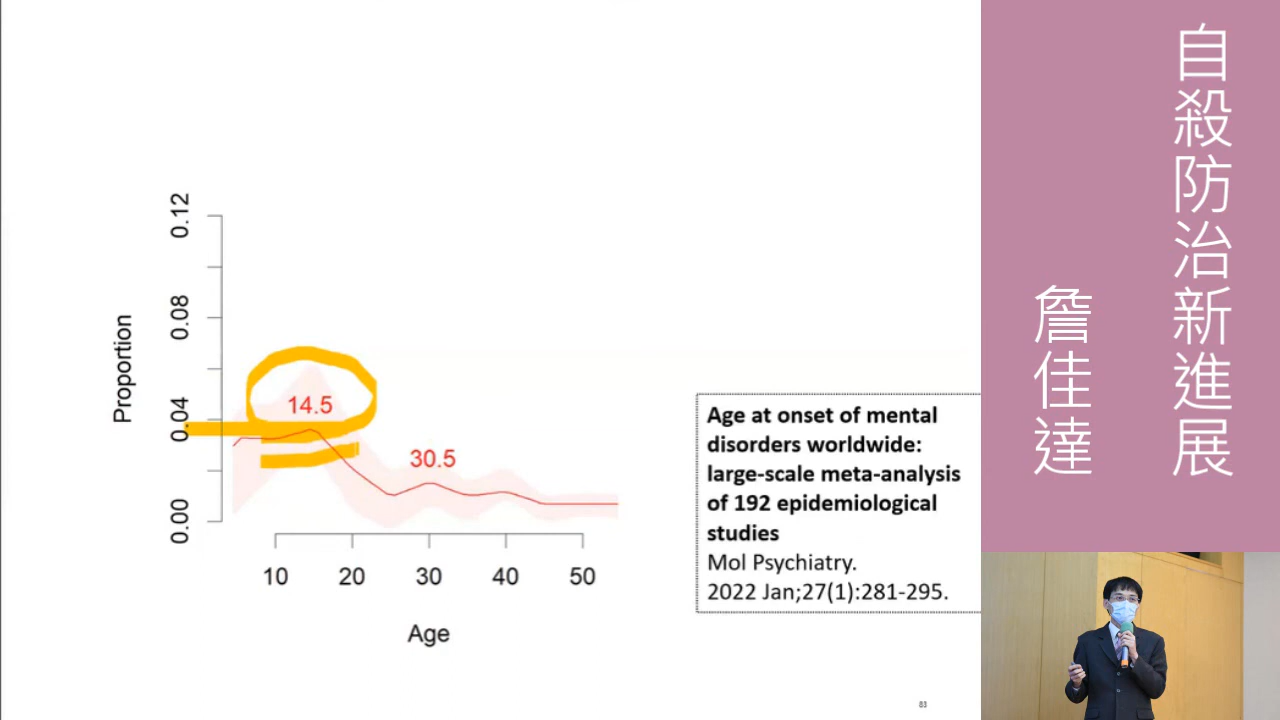 0.12
0.08
0.04
0.00
Proportion
14.5
30.5
10 20 30 40 50
Age
Age at onset of mental
disorders worldwide:
large-scale meta-analysis
of 192 epidemiological
studies
Mol Psychiatry.
2022 Jan;27(1):281-295.
83
自殺防治新進展
詹佳達